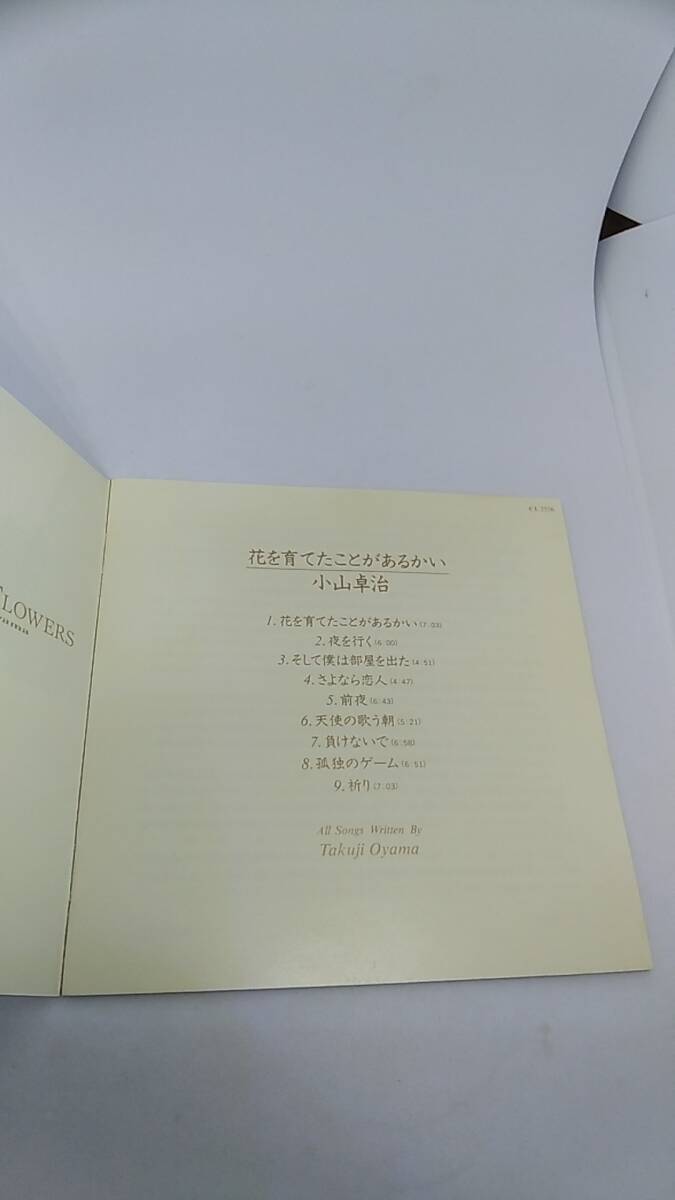 FLOWERS
花を育てたことがあるかい
小山卓治
1. 花を育てたことがあるかい(7:03)
2. 夜を行く(6:00)
3. そして僕は部屋を出た(4:51)
4. さよなら恋人(4:47)
5. 前夜(6:43)
6. 天使の歌う朝(5:21)
7. 負けないで(6:58)
8. 孤独のゲーム(6:51)
9. 祈り(7:03)
All Songs Written By
Takuji Oyama